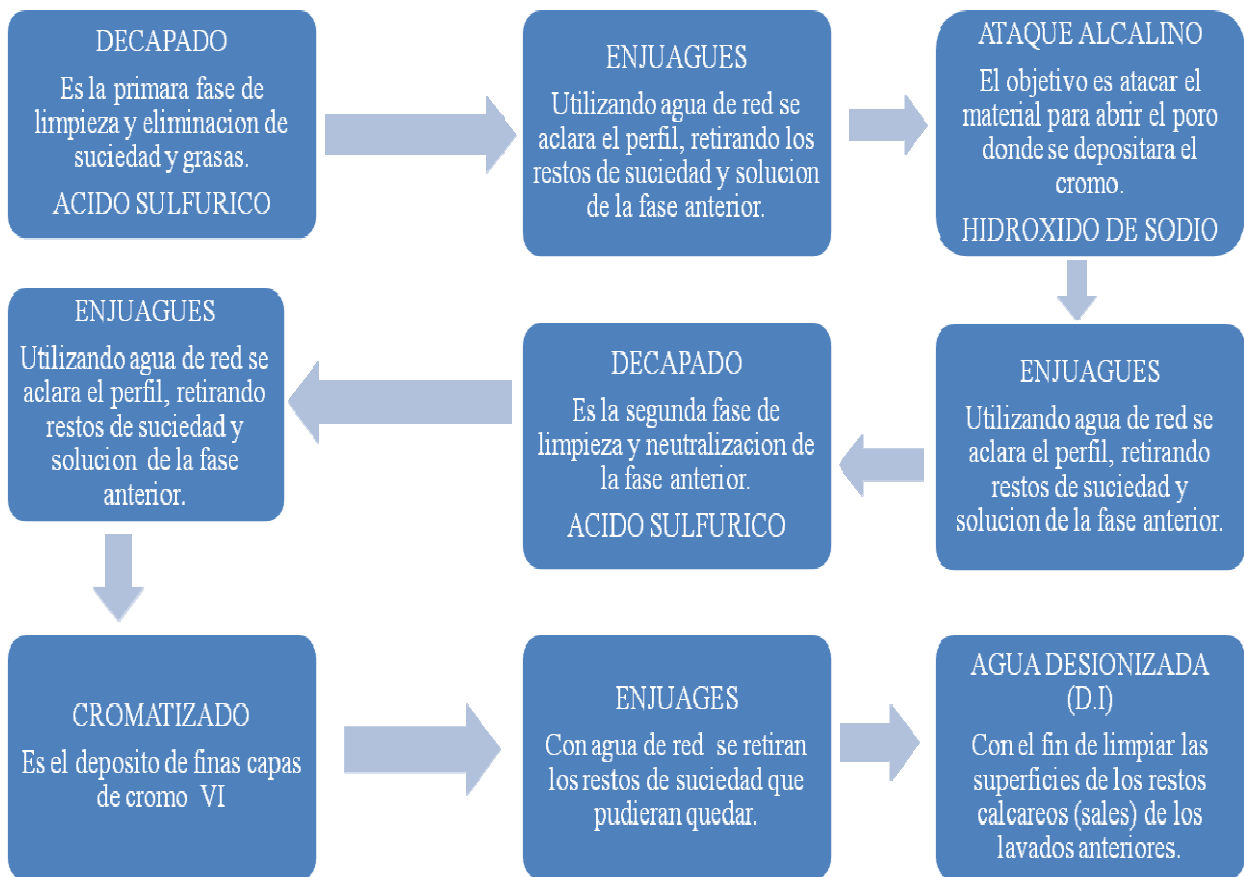 DECAPADO
Es la primara fase de
limpieza y eliminacion de
suciedad y grasas.
ACIDO SULFURICO
ENJUAGUES
Utilizando agua de red se
aclara el perfil, retirando los
restos de suciedad y solucion
de la fase anterior.
ATAQUE ALCALINO
El objetivo es atacar el
material para abrir el poro
donde se depositara el
cromo.
HIDROXIDO DE SODIO
ENJUAGUES
Utilizando agua de red se
aclara el perfil, retirando
restos de suciedad y
solucion de la fase anterior.
DECAPADO
Es la segunda fase de
limpieza y neutralizacion de
la fase anterior.
ACIDO SULFURICO
ENJUAGUES
Utilizando agua de red se
aclara el perfil, retirando
restos de suciedad y
solucion de la fase
anterior.
CROMATIZADO
Es el deposito de finas capas
de cromo VI
ENJUAGES
Con agua de red se retiran
los restos de suciedad que
pudieran quedar.
AGUA DESIONIZADA
(D.I)
Con el fin de limpiar las
superficies de los restos
calcareos (sales) de los
lavados anteriores.